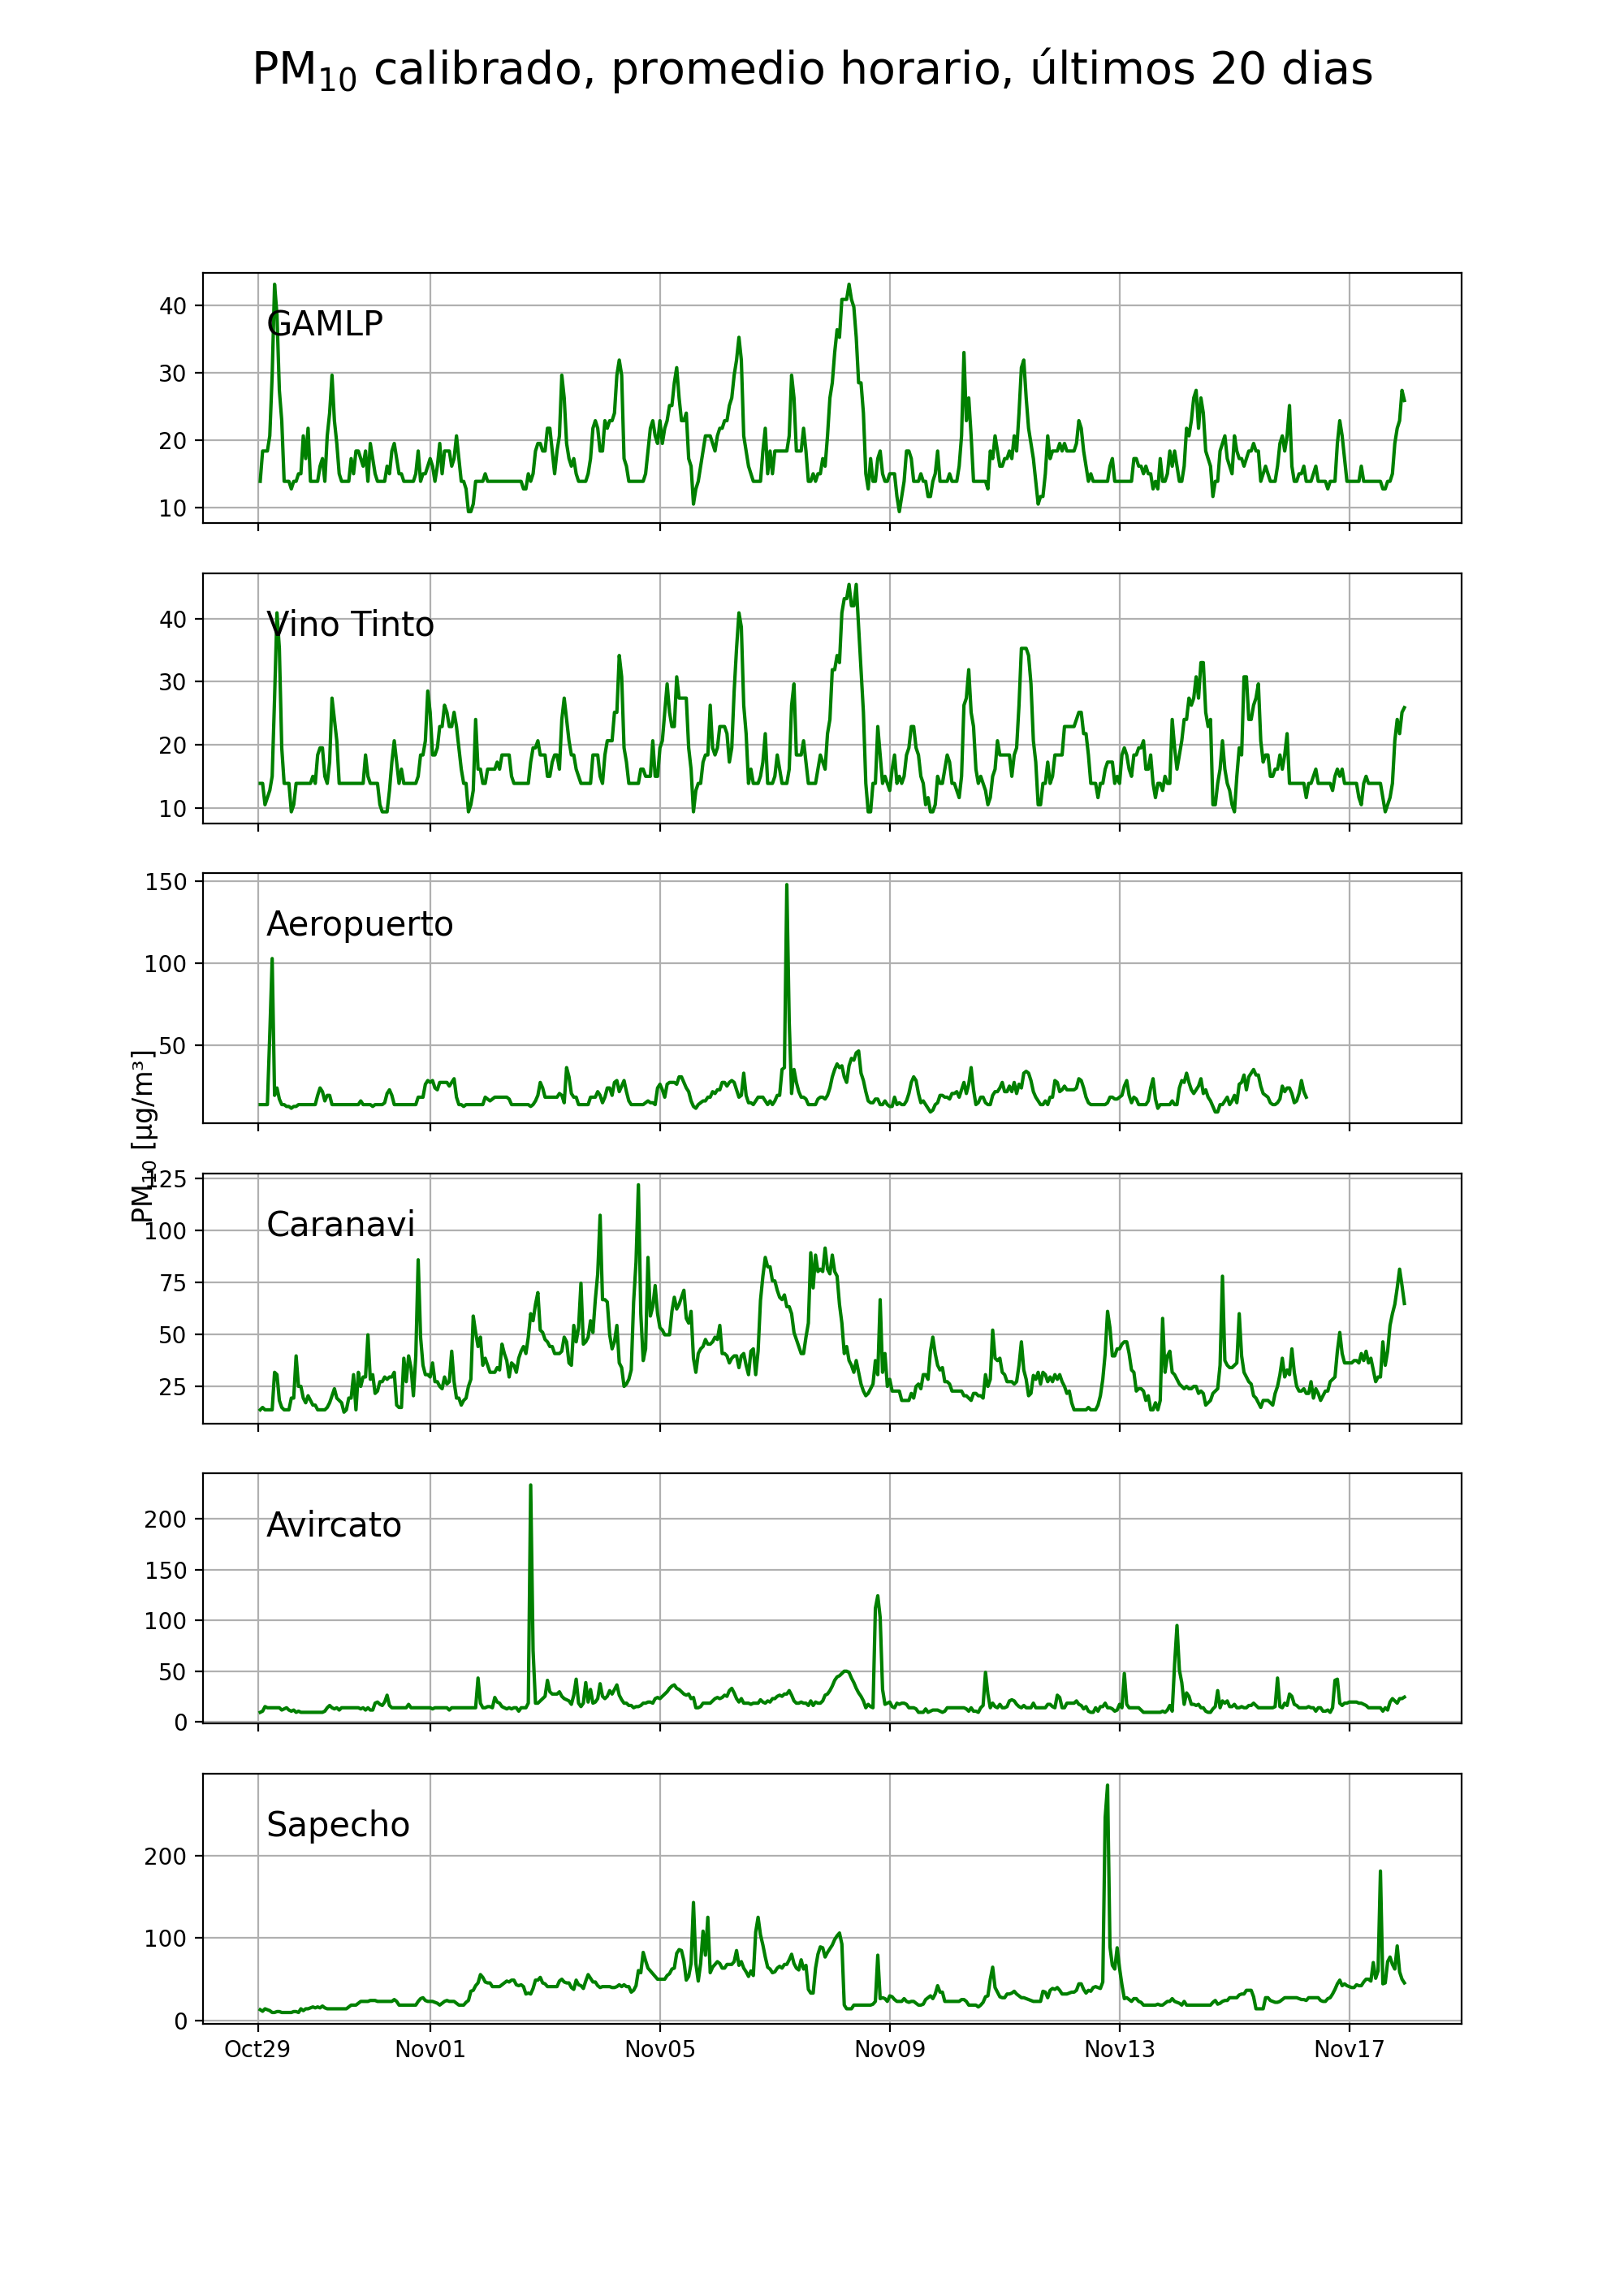 PM₁₀ calibrado, promedio horario, últimos 20 dias
GAMLP
40
30
20
10
Vino Tinto
40
30
20
10
Aeropuerto
150
100
50
PM₁₀ [µg/m³]
Caranavi
125
100
75
50
25
Avircato
200
150
100
50
0
Sapecho
200
100
0
Oct29 Nov01 Nov05 Nov09 Nov13 Nov17